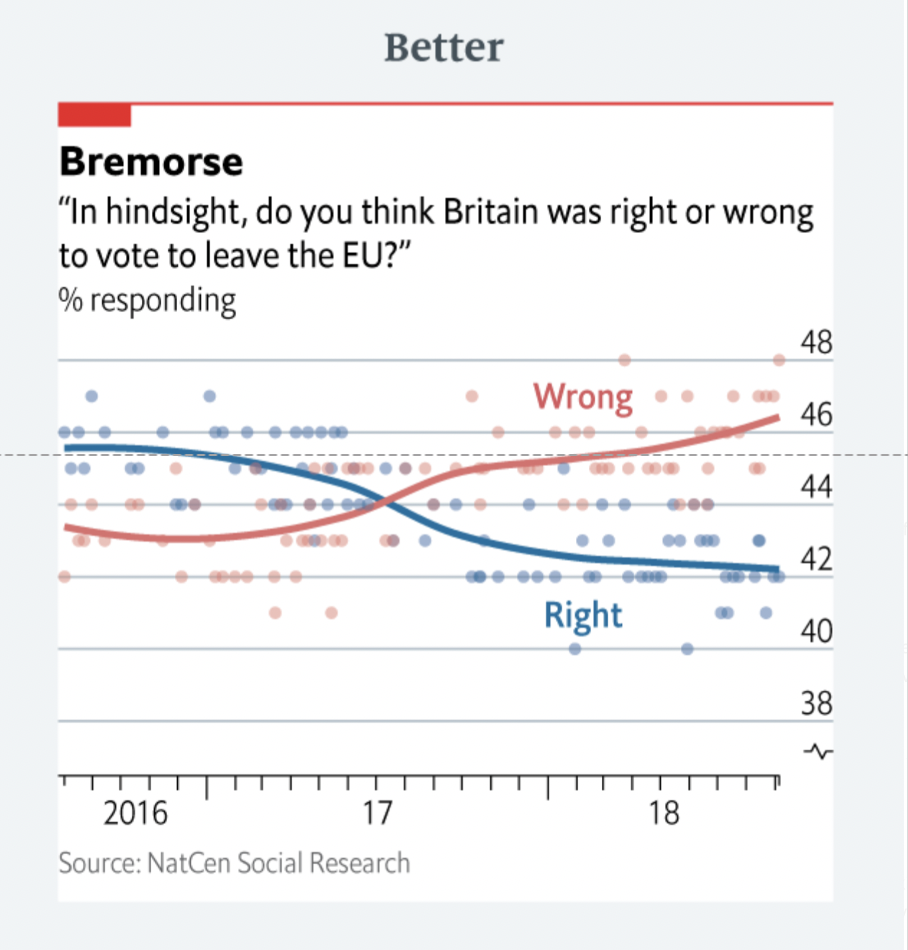 Better
Bremorse
“In hindsight, do you think Britain was right or wrong
to vote to leave the EU?”
% responding
48
Wrong
46
44
42
Right
40
38
2016 17 18
Source: NatCen Social Research